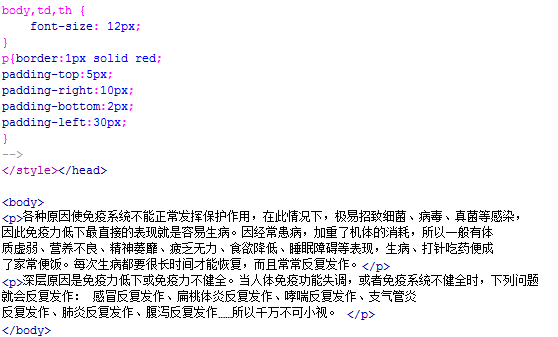 body,td,th {
    font-size: 12px;
}
p{border:1px solid red;
padding-top:5px;
padding-right:10px;
padding-bottom:2px;
padding-left:30px;
}
-->
</style></head>

<body>
<p>各种原因使免疫系统不能正常发挥保护作用，在此情况下，极易招致细菌、病毒、真菌等感染，
因此免疫力低下最直接的表现就是容易生病。因经常患病，加重了机体的消耗，所以一般有体
质虚弱、营养不良、精神萎靡、疲乏无力、食欲降低、睡眠障碍等表现，生病、打针吃药便成
了家常便饭。每次生病都要很长时间才能恢复，而且常常反复发作。</p>
<p>深层原因是免疫力低下或免疫力不健全。当人体免疫功能失调，或者免疫系统不健全时，下列问题
就会反复发作： 感冒反复发作、扁桃体炎反复发作、哮喘反复发作、支气管炎
反复发作、肺炎反复发作、腹泻反复发作……所以千万不可小视。 </p>
</body>